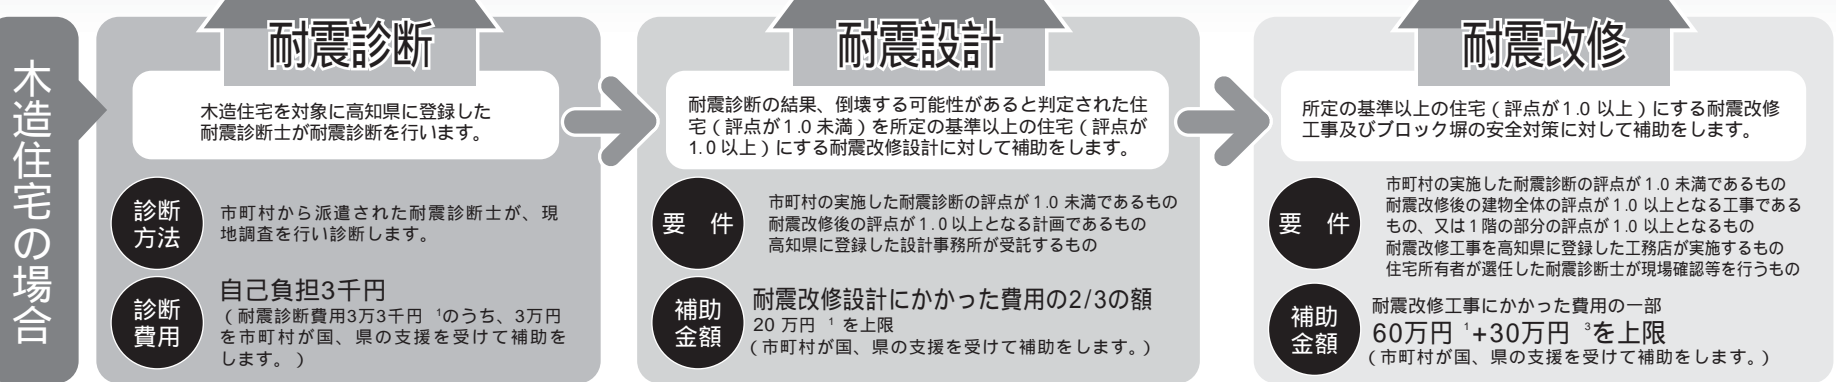 木造住宅の場合
耐震診断
木造住宅を対象に高知県に登録した
耐震診断士が耐震診断を行います。
診断
方法
市町村から派遣された耐震診断士が、現
地調査を行い診断します。
診断
費用
自己負担3千円
(耐震診断費用3万3千円 ¹のうち、3万円
を市町村が国、県の支援を受けて補助を
します。)
耐震設計
耐震診断の結果、倒壊する可能性があると判定された住
宅(評点が1.0 未満)を所定の基準以上の住宅(評点が
1.0 以上)にする耐震改修設計に対して補助をします。
要 件
市町村の実施した耐震診断の評点が1.0 未満であるもの
耐震改修後の評点が1.0 以上となる計画であるもの
高知県に登録した設計事務所が受託するもの
補助
金額
耐震改修設計にかかった費用の2/3の額
20 万円 ¹ を上限
(市町村が国、県の支援を受けて補助をします。)
耐震改修
所定の基準以上の住宅(評点が1.0 以上)にする耐震改修
工事及びブロック塀の安全対策に対して補助をします。
要 件
市町村の実施した耐震診断の評点が1.0 未満であるもの
耐震改修後の建物全体の評点が1.0 以上となる工事である
もの、又は1階の部分の評点が1.0 以上となるもの
耐震改修工事を高知県に登録した工務店が実施するもの
住宅所有者が選任した耐震診断士が現場確認等を行うもの
補助
金額
耐震改修工事にかかった費用の一部
60万円 ¹+30万円 ³を上限
(市町村が国、県の支援を受けて補助をします。)